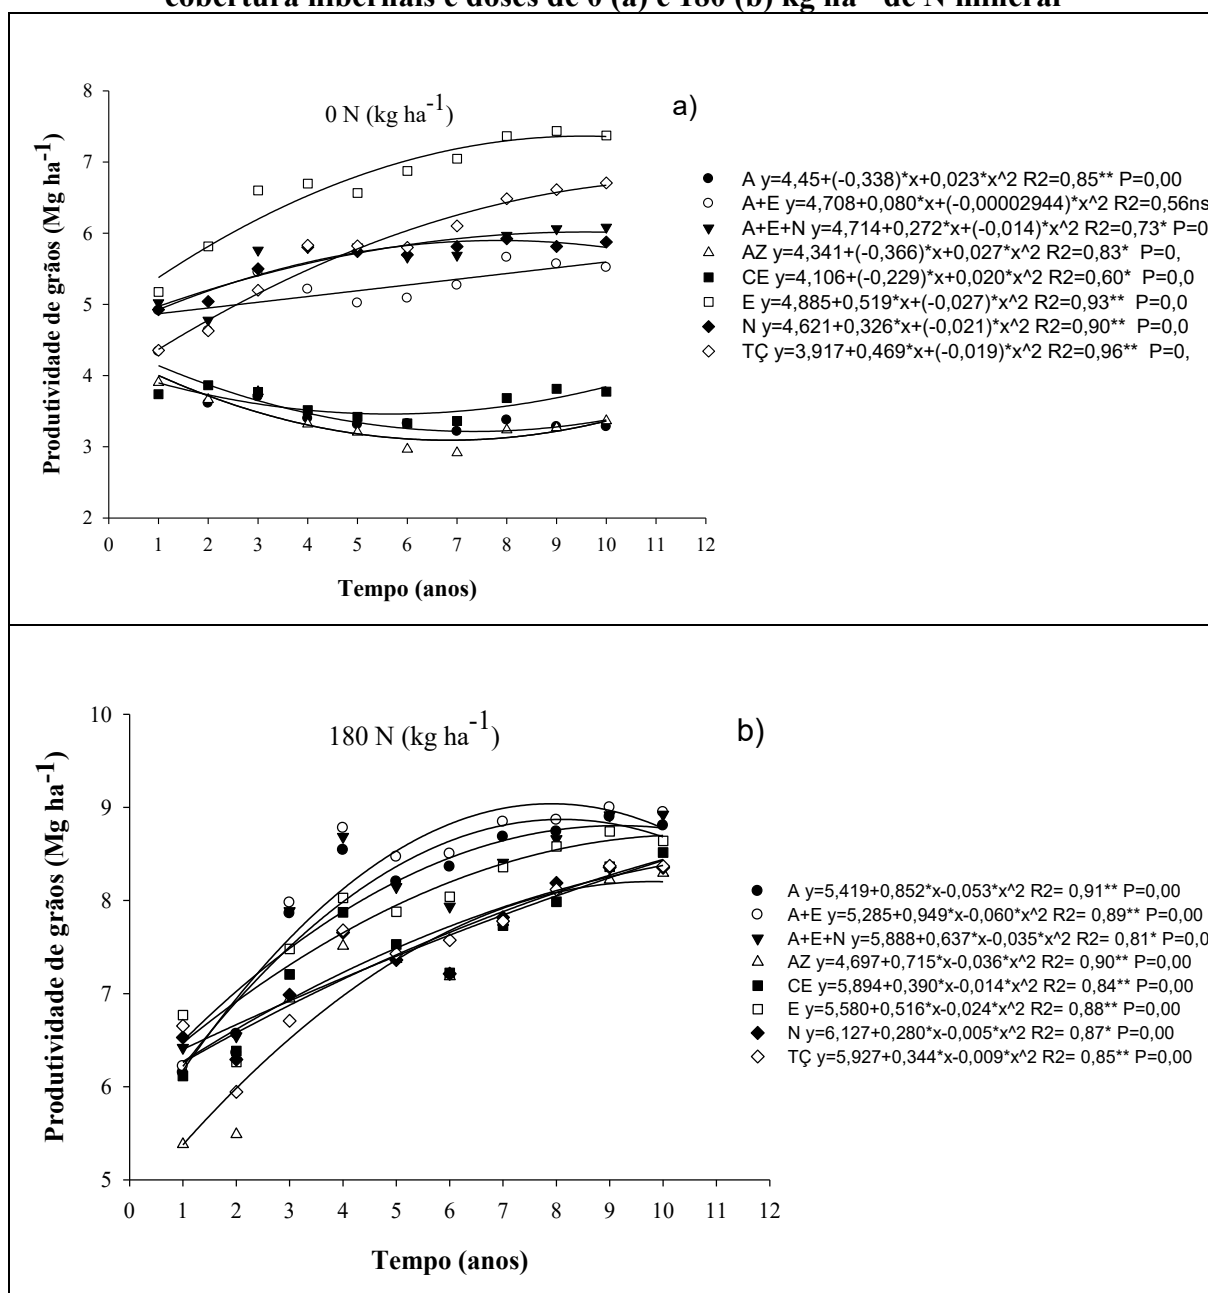 cobertura hibernais e doses de 0 (a) e 180 (b) kg ha⁻¹ de N mineral
0 N (kg ha⁻¹)
a)
Produtividade de grãos (Mg ha⁻¹)
8
7
6
5
4
3
2
0 1 2 3 4 5 6 7 8 9 10 11 12
Tempo (anos)
A y=4,45+(-0,338)*x+0,023*x^2 R2=0,85** P=0,00
A+E y=4,708+0,080*x+(-0,00002944)*x^2 R2=0,56ns
A+E+N y=4,714+0,272*x+(-0,014)*x^2 R2=0,73* P=0
AZ y=4,341+(-0,366)*x+0,027*x^2 R2=0,83* P=0,
CE y=4,106+(-0,229)*x+0,020*x^2 R2=0,60* P=0,0
E y=4,885+0,519*x+(-0,027)*x^2 R2=0,93** P=0,0
N y=4,621+0,326*x+(-0,021)*x^2 R2=0,90** P=0,0
TÇ y=3,917+0,469*x+(-0,019)*x^2 R2=0,96** P=0,
180 N (kg ha⁻¹)
b)
Produtividade de grãos (Mg ha⁻¹)
10
9
8
7
6
5
0 1 2 3 4 5 6 7 8 9 10 11 12
Tempo (anos)
A y=5,419+0,852*x-0,053*x^2 R2= 0,91** P=0,00
A+E y=5,285+0,949*x-0,060*x^2 R2= 0,89** P=0,00
A+E+N y=5,888+0,637*x-0,035*x^2 R2= 0,81* P=0,0
AZ y=4,697+0,715*x-0,036*x^2 R2= 0,90** P=0,00
CE y=5,894+0,390*x-0,014*x^2 R2= 0,84** P=0,00
E y=5,580+0,516*x-0,024*x^2 R2= 0,88** P=0,00
N y=6,127+0,280*x-0,005*x^2 R2= 0,87* P=0,00
TÇ y=5,927+0,344*x-0,009*x^2 R2= 0,85** P=0,00